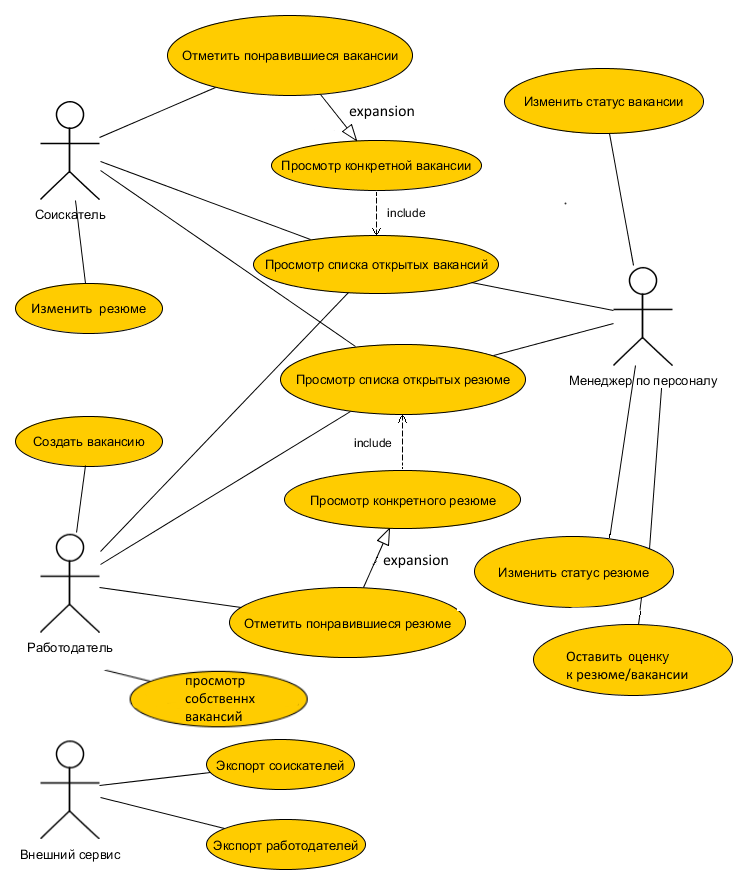 Отметить понравившиеся вакансии
Изменить статус вакансии
expansion
Просмотр конкретной вакансии
include
Соискатель
Просмотр списка открытых вакансий
Изменить резюме
Просмотр списка открытых резюме
Менеджер по персоналу
Создать вакансию
include
Просмотр конкретного резюме
expansion
Изменить статус резюме
Отметить понравившиеся резюме
Работодатель
Оставить оценку
к резюме/вакансии
просмотр
собственнх
вакансий
Экспорт соискателей
Экспорт работодателей
Внешний сервис